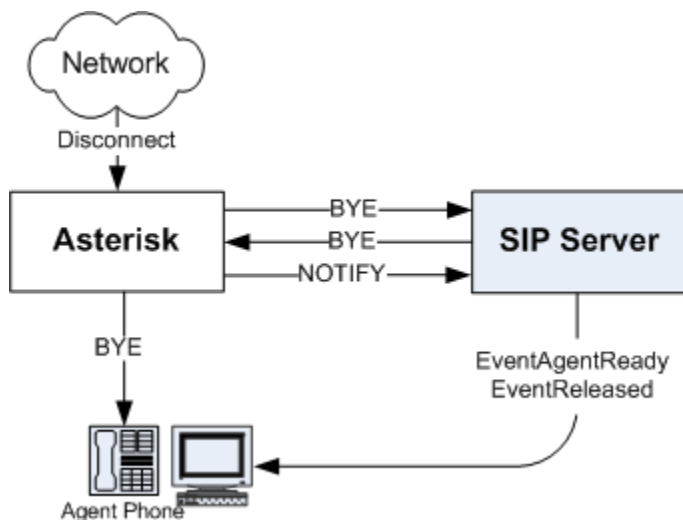 Network
Disconnect
BYE
Asterisk
BYE
SIP Server
NOTIFY
BYE
EventAgentReady
EventReleased
Agent Phone